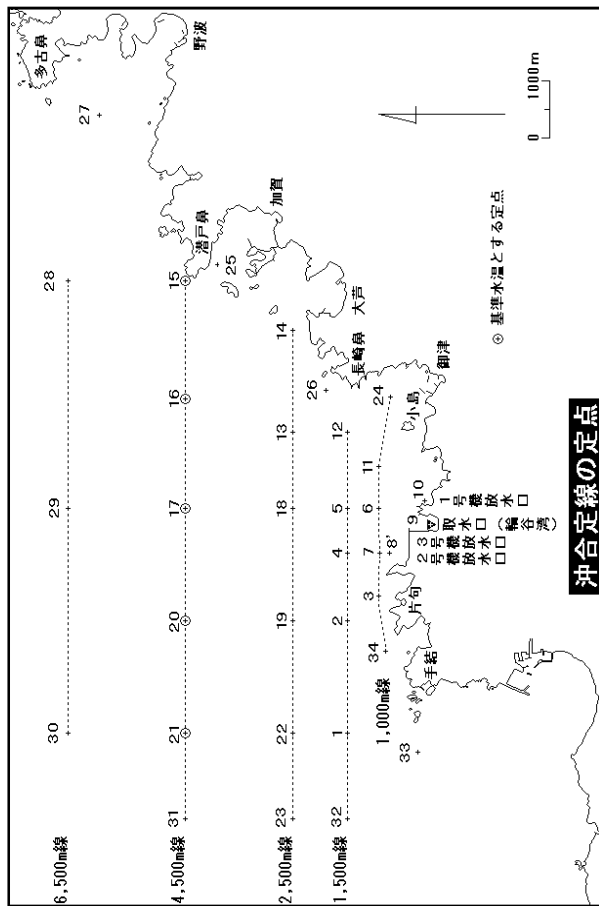 6,500m線
30
29
28
27
多古鼻
野波
4,500m線
31
21
20
17
16
15
潜戸鼻
25
加賀
2,500m線
23
22
19
18
13
14
大芦
1,500m線
32
1
2
4
5
12
26
長崎鼻
1,000m線
34
3
7
6
11
24
小島
御津
33
手結
片句
8'
9
10
1号機放水口
取水口(輪谷湾)
3号機放水口
2号機放水口
基準水温とする定点
0 1000m
沖合定線の定点